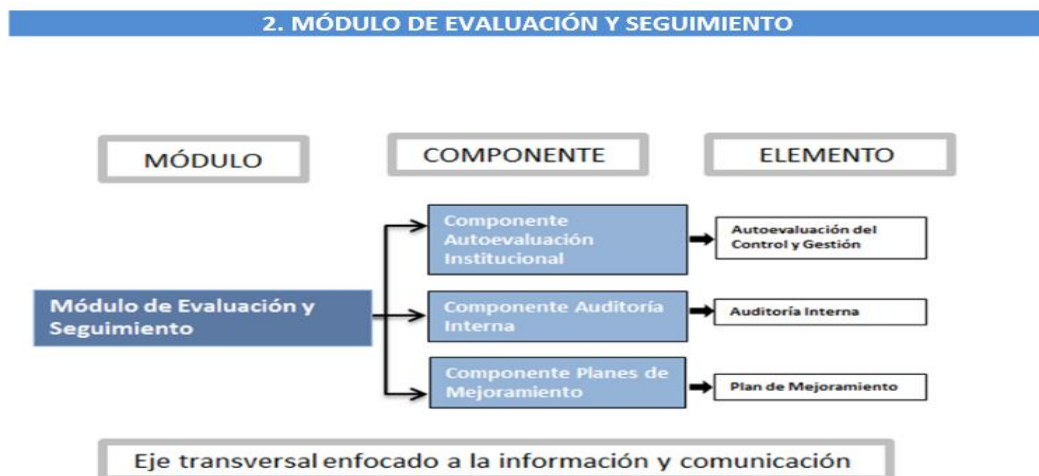 2. MÓDULO DE EVALUACIÓN Y SEGUIMIENTO
MÓDULO
COMPONENTE
ELEMENTO
Componente
Autoevaluación
Institucional
Autoevaluación del
Control y Gestión
Módulo de Evaluación y
Seguimiento
Componente Auditoría
Interna
Auditoría Interna
Componente Planes de
Mejoramiento
Plan de Mejoramiento
Eje transversal enfocado a la información y comunicación